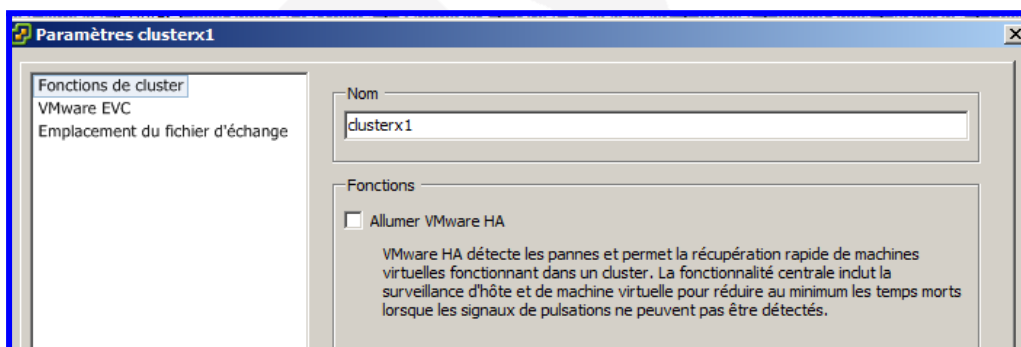 Paramètres clusterx1
Fonctions de cluster
VMware EVC
Emplacement du fichier d'échange
Nom
clusterx1
Fonctions
Allumer VMware HA
VMware HA détecte les pannes et permet la récupération rapide de machines
virtuelles fonctionnant dans un cluster. La fonctionnalité centrale inclut la
surveillance d'hôte et de machine virtuelle pour réduire au minimum les temps morts
lorsque les signaux de pulsations ne peuvent pas être détectés.